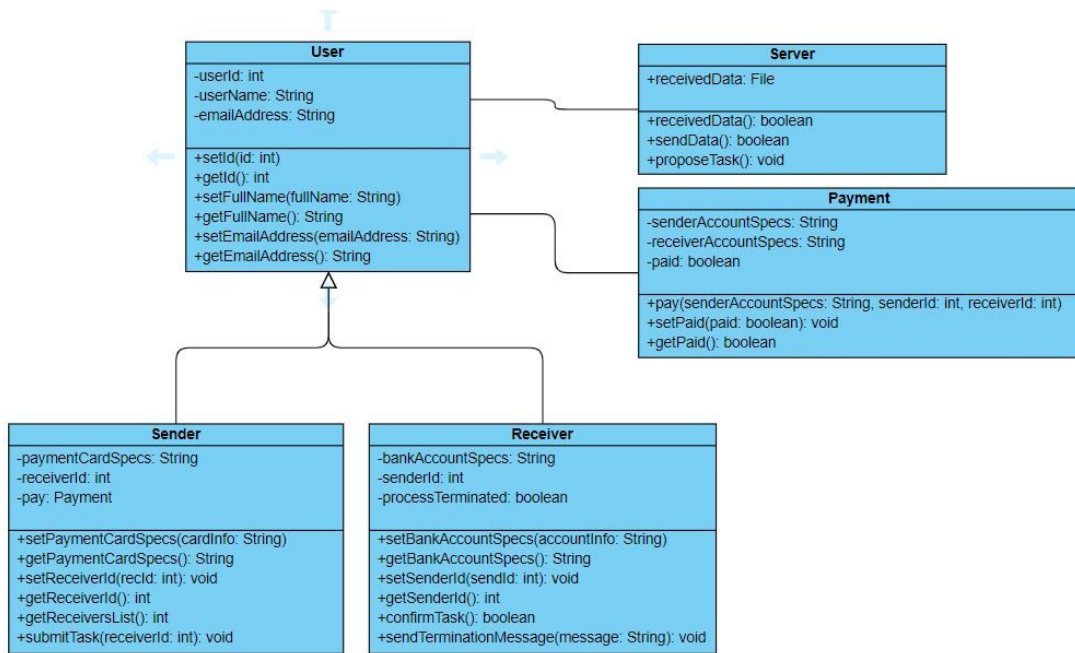 User
-userId: int
-userName: String
-emailAddress: String
+setId(id: int)
+getId(): int
+setFullName(fullName: String)
+getFullName(): String
+setEmailAddress(emailAddress: String)
+getEmailAddress(): String
Server
+receivedData: File
+receivedData(): boolean
+sendData(): boolean
+proposeTask(): void
Payment
-senderAccountSpecs: String
-receiverAccountSpecs: String
-paid: boolean
+pay(senderAccountSpecs: String, senderId: int, receiverId: int)
+setPaid(paid: boolean): void
+getPaid(): boolean
Sender
-paymentCardSpecs: String
-receiverId: int
-pay: Payment
+setPaymentCardSpecs(cardInfo: String)
+getPaymentCardSpecs(): String
+setReceiverId(recId: int): void
+getReceiverId(): int
+getReceiversList(): int
+submitTask(receiverId: int): void
Receiver
-bankAccountSpecs: String
-senderId: int
-processTerminated: boolean
+setBankAccountSpecs(accountInfo: String)
+getBankAccountSpecs(): String
+setSenderId(sendId: int): void
+getSenderId(): int
+confirmTask(): boolean
+sendTerminationMessage(message: String): void